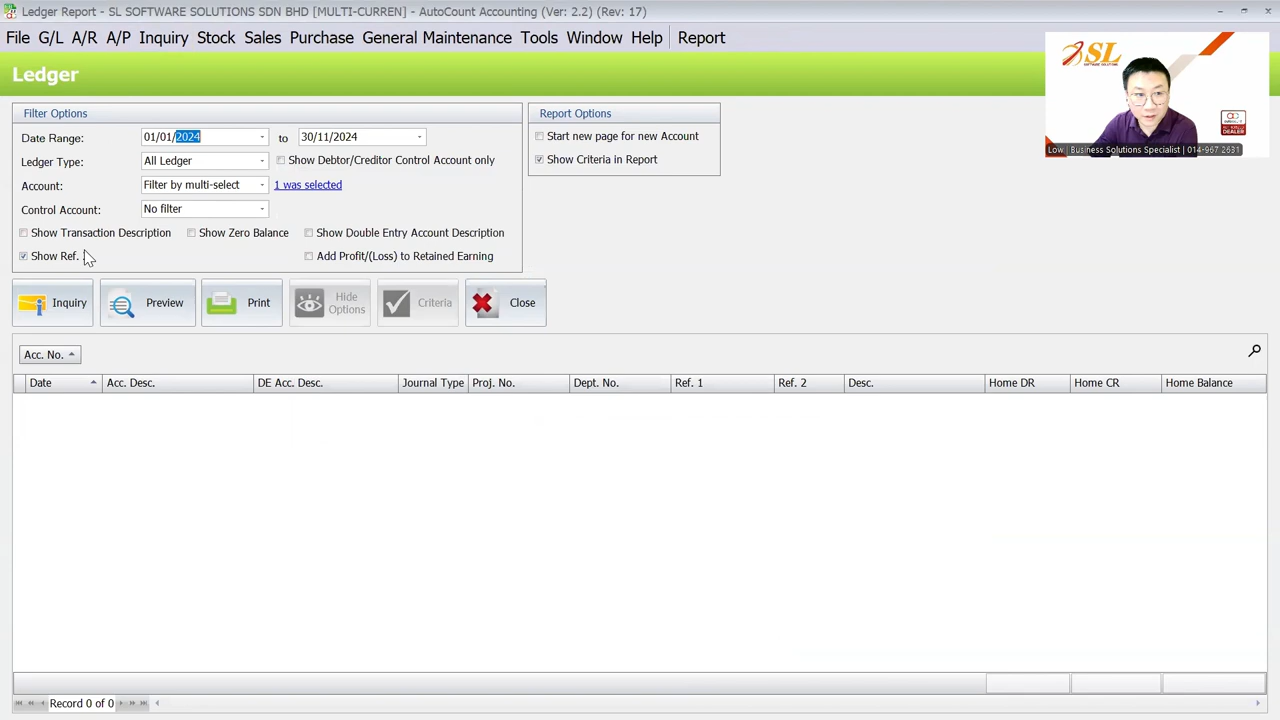 Ledger Report - SL SOFTWARE SOLUTIONS SDN BHD [MULTI-CURREN] - AutoCount Accounting (Ver: 2.2) (Rev: 17)
File G/L A/R A/P Inquiry Stock Sales Purchase General Maintenance Tools Window Help Report
Ledger
SL
SOFTWARE SOLUTIONS
DEALER
Low | Business Solutions Specialist | 014-967 2631
Filter Options
Date Range: 01/01/2024 to 30/11/2024
Ledger Type: All Ledger Show Debtor/Creditor Control Account only
Account: Filter by multi-select 1 was selected
Control Account: No filter
Show Transaction Description Show Zero Balance Show Double Entry Account Description
Show Ref. Add Profit/(Loss) to Retained Earning
Report Options
Start new page for new Account
Show Criteria in Report
Inquiry Preview Print Hide Options Criteria Close
Acc. No.
Date Acc. Desc. DE Acc. Desc. Journal Type Proj. No. Dept. No. Ref. 1 Ref. 2 Desc. Home DR Home CR Home Balance
Record 0 of 0